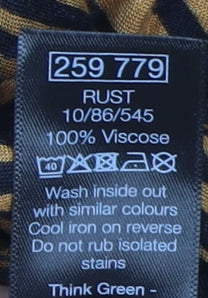 259 779
RUST
10/86/545
100% Viscose
40
Wash inside out
with similar colours
Cool iron on reverse
Do not rub isolated
stains
Think Green -